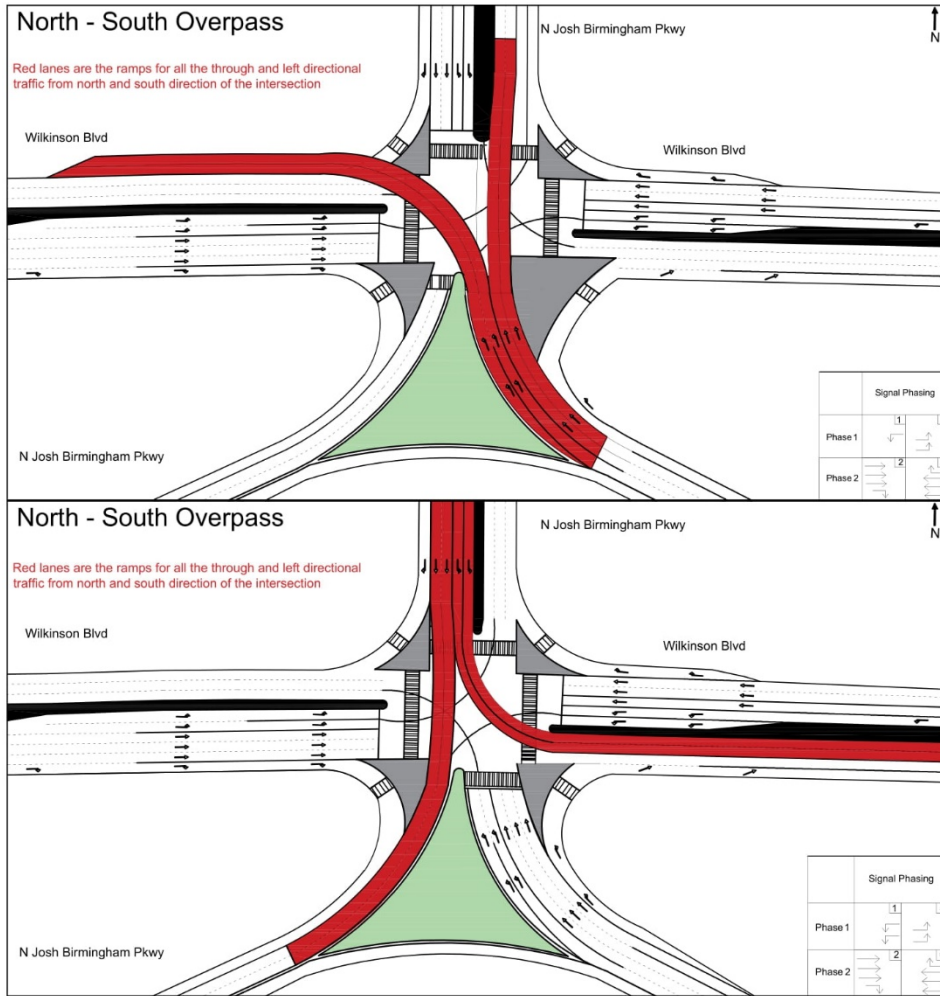 North - South Overpass
N Josh Birmingham Pkwy
N
Red lanes are the ramps for all the through and left directional
traffic from north and south direction of the intersection
Wilkinson Blvd
Wilkinson Blvd
Signal Phasing
1
Phase 1
N Josh Birmingham Pkwy
2
Phase 2
North - South Overpass
N Josh Birmingham Pkwy
N
Red lanes are the ramps for all the through and left directional
traffic from north and south direction of the intersection
Wilkinson Blvd
Wilkinson Blvd
Signal Phasing
1
Phase 1
N Josh Birmingham Pkwy
2
Phase 2